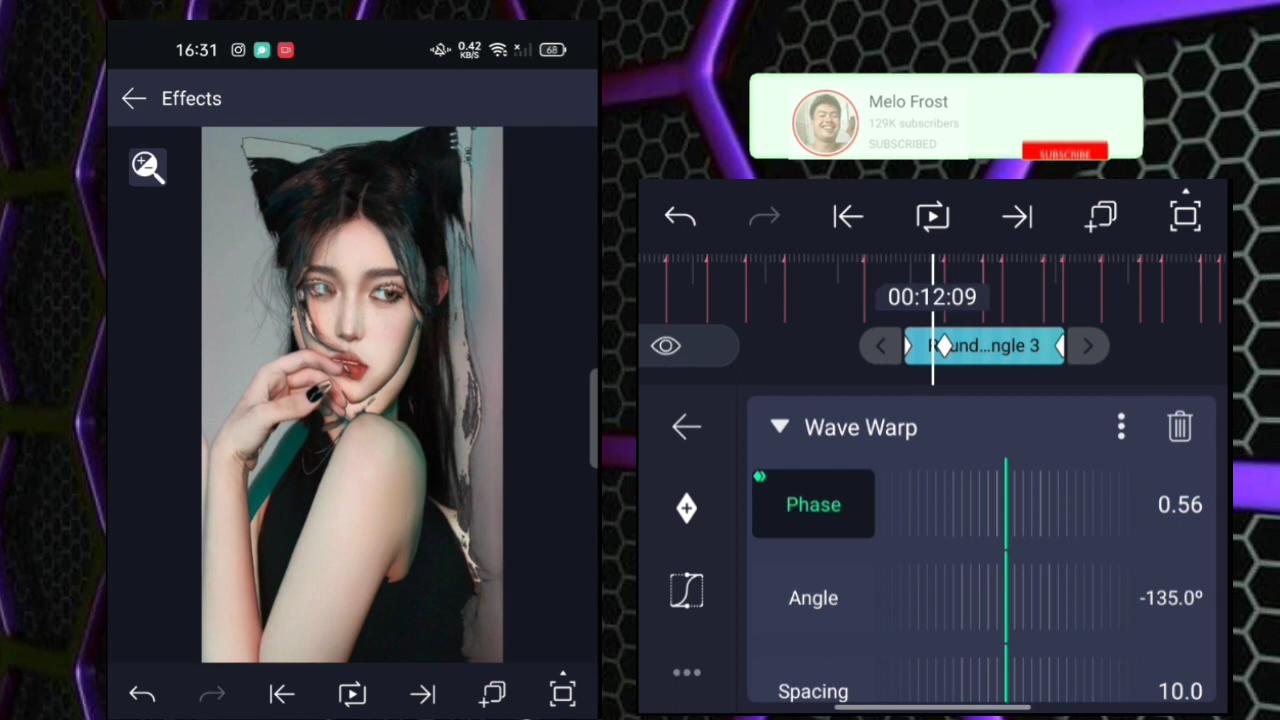 16:31
0.42
KB/S
68
Effects
Melo Frost
129K subscribers
SUBSCRIBED
SUBSCRIBE
00:12:09
Round...ngle 3
Wave Warp
Phase
0.56
Angle
-135.0º
Spacing
10.0